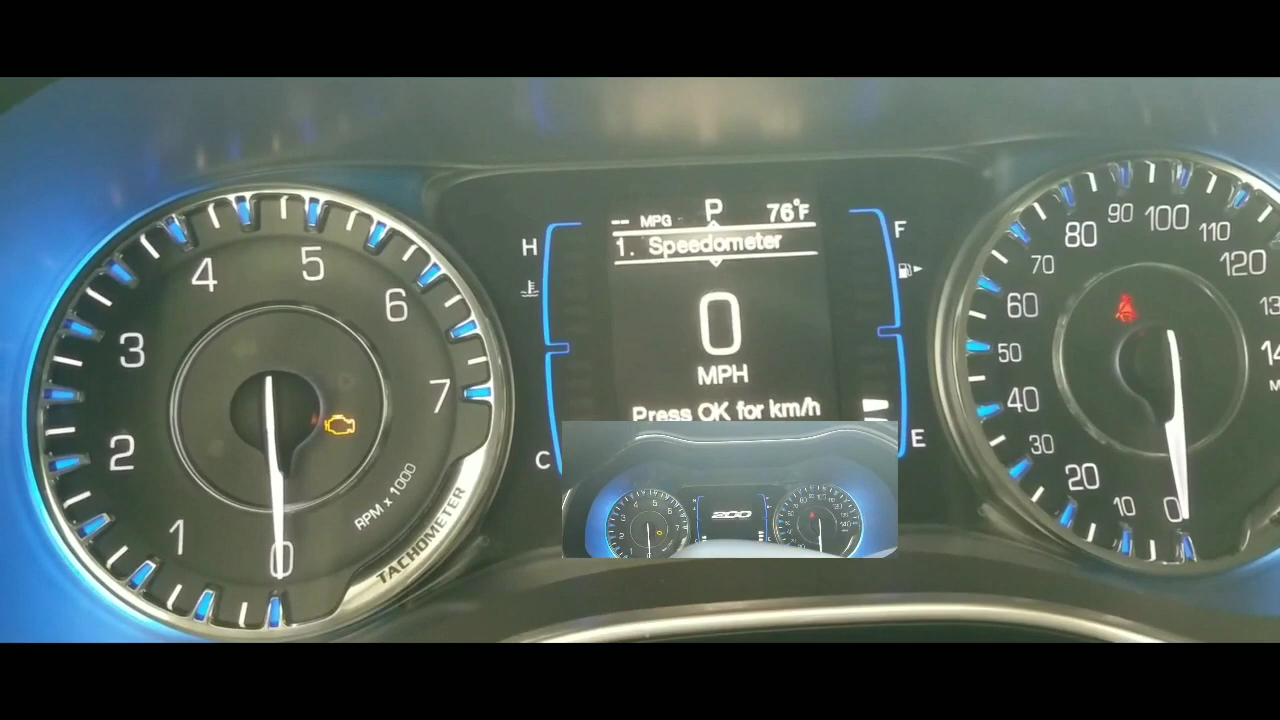 4
5
6
3
7
2
1
0
RPM x 1000
TACHOMETER
-- MPG P 76°F
1. Speedometer
0
MPH
Press OK for km/h
H
C
F
E
90
100
80
110
70
120
60
50
40
30
20
10
0
200